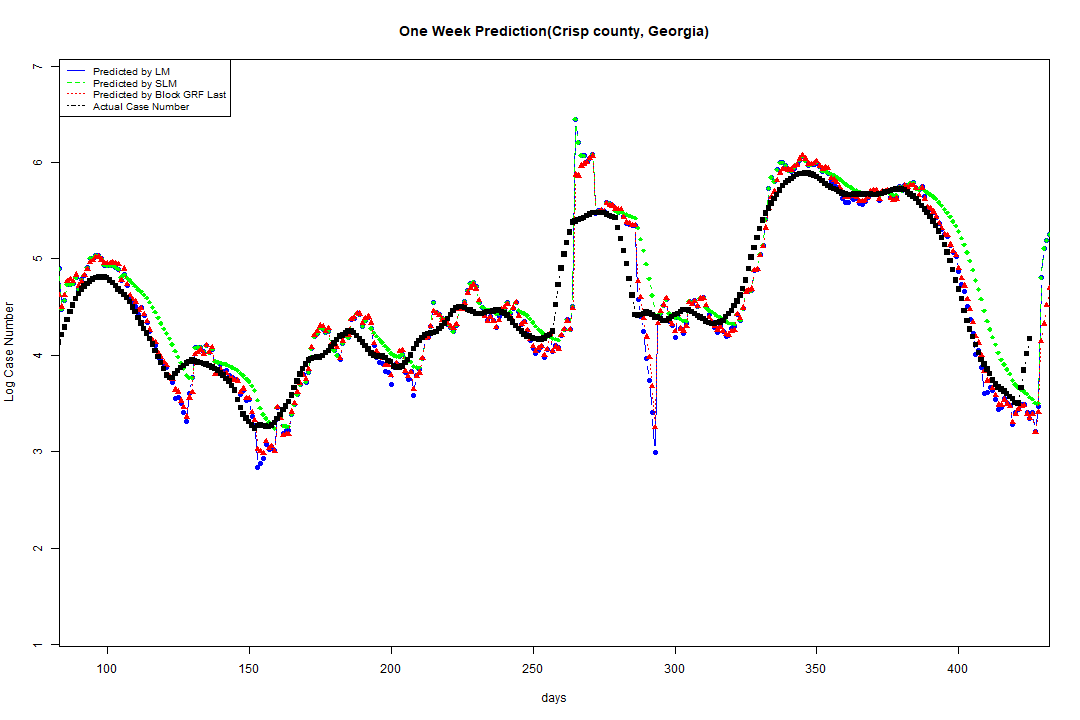 One Week Prediction(Crisp county, Georgia)
7
Predicted by LM
Predicted by SLM
Predicted by Block GRF Last
Actual Case Number
6
5
4
3
2
1
Log Case Number
100 150 200 250 300 350 400
days